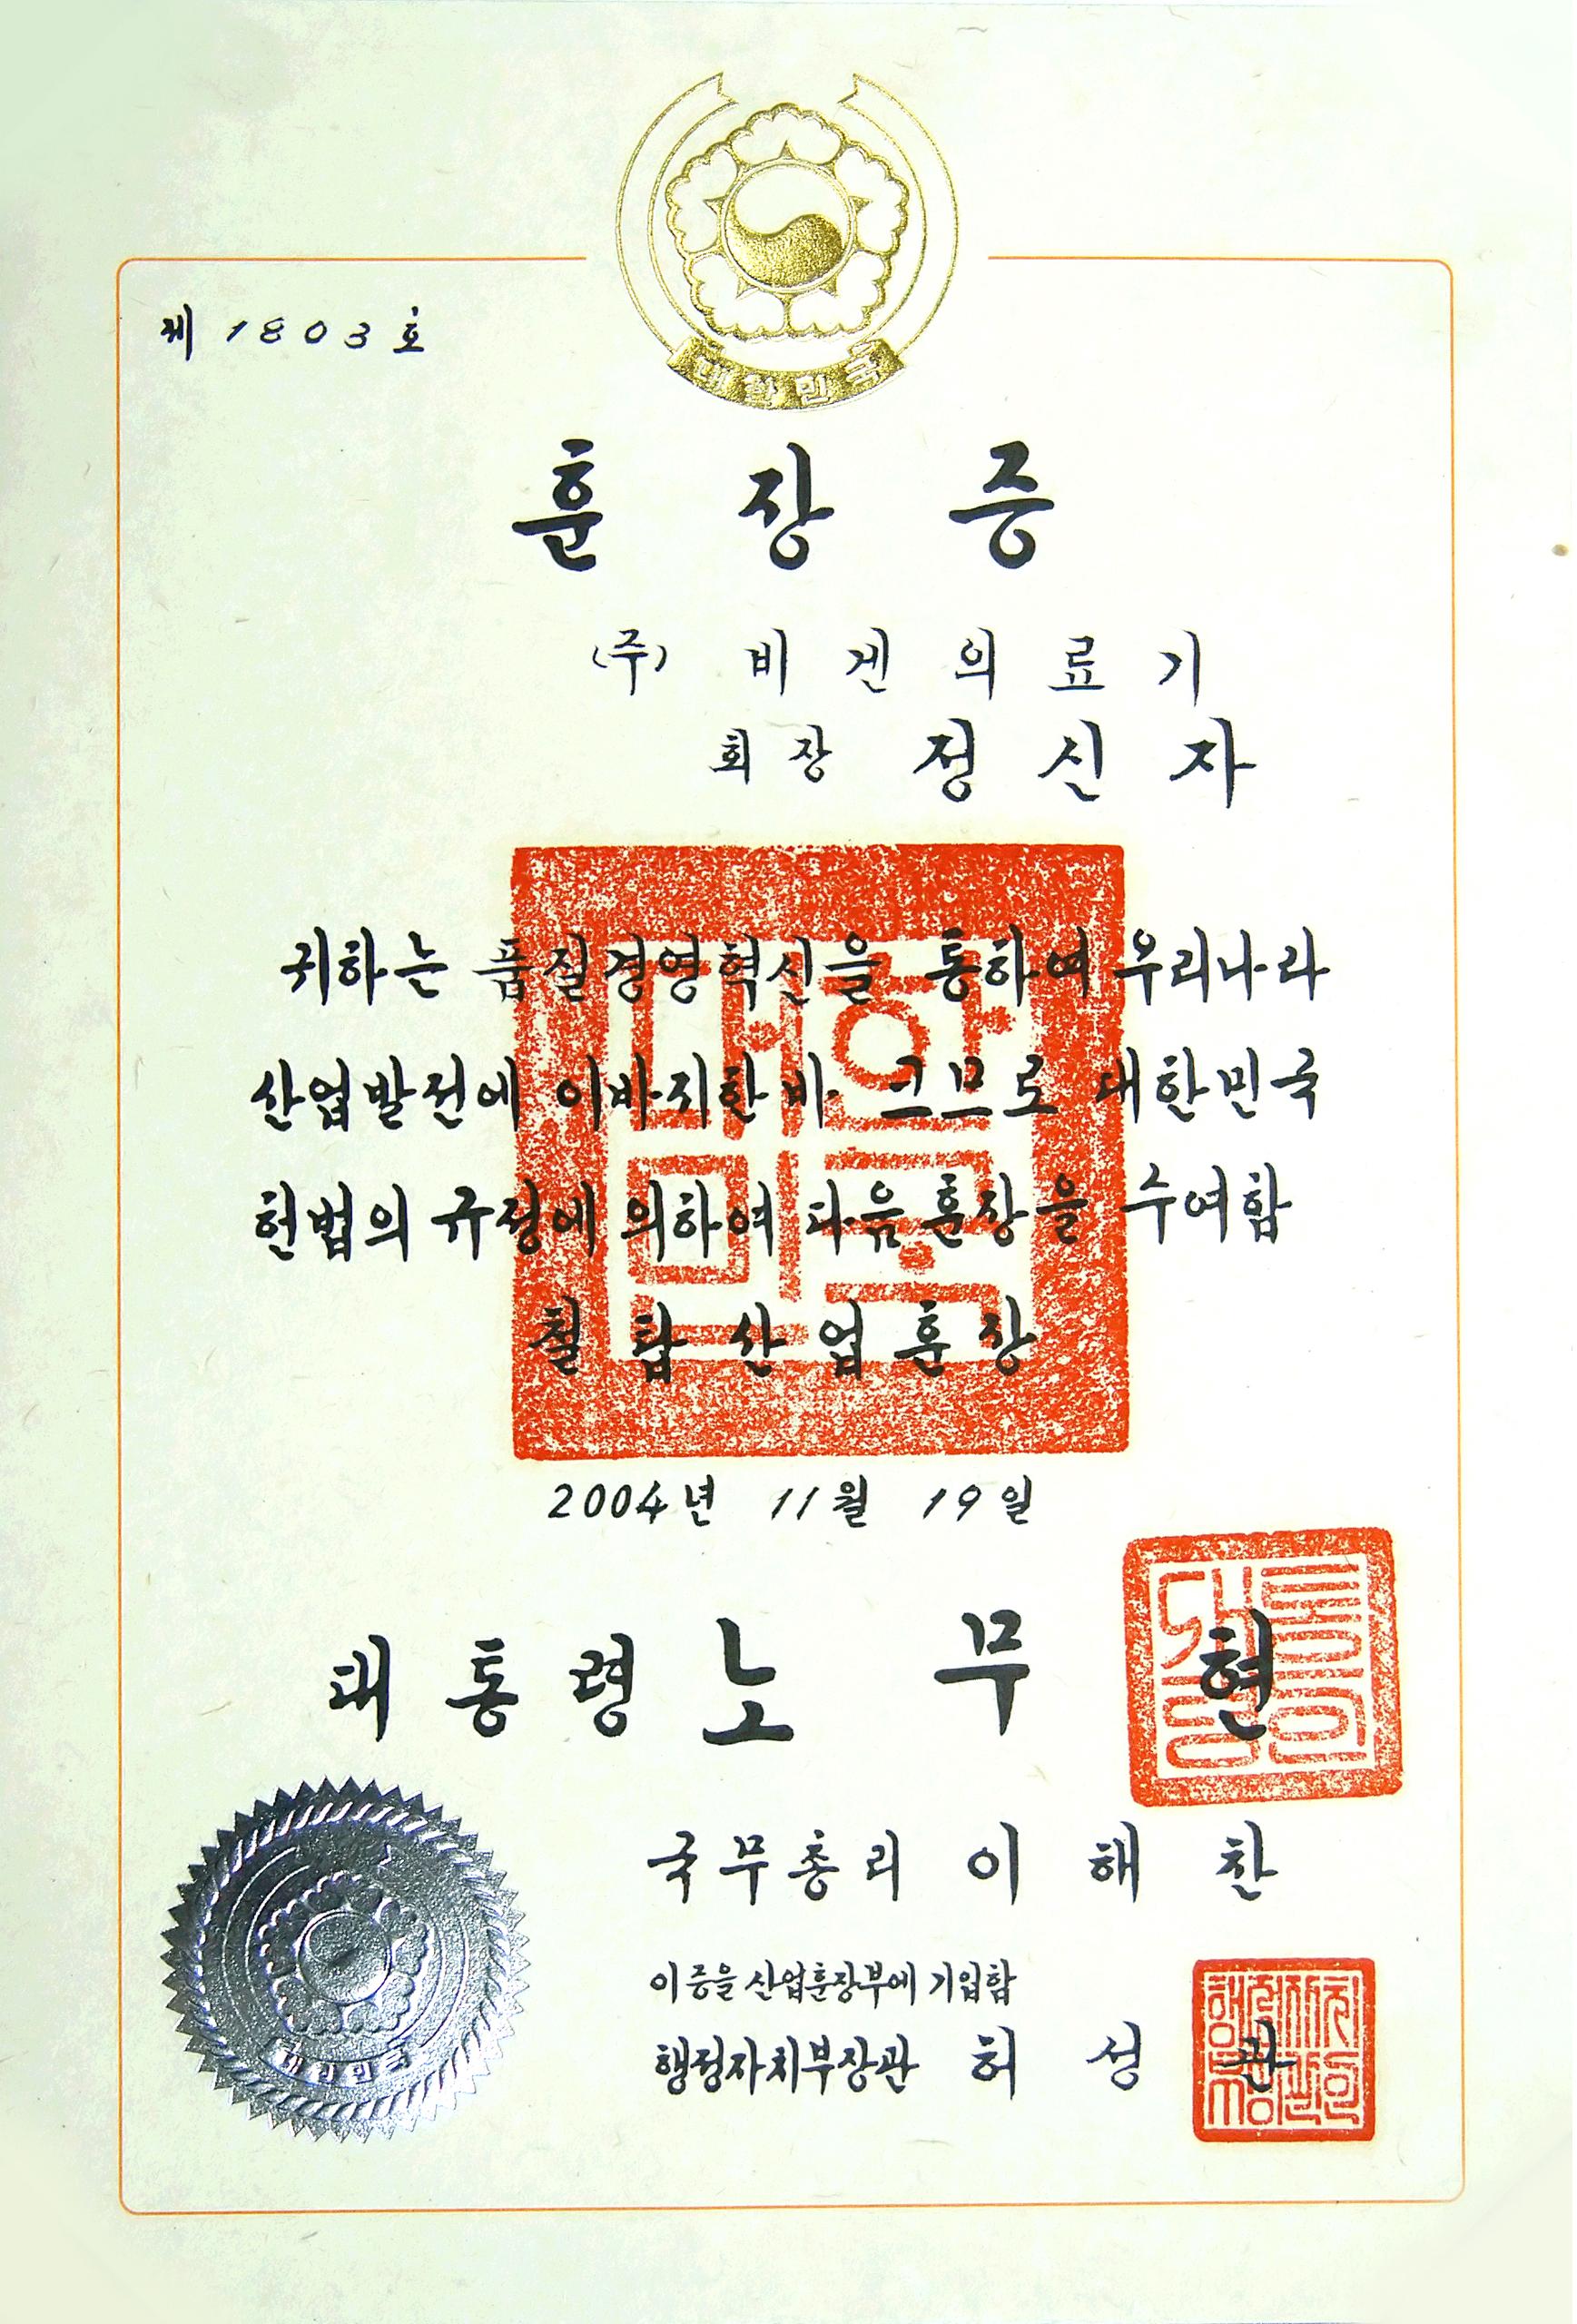 대한민국
제 1803 호
훈장증
(주) 비겐의료기
회장 정신자
귀하는 품질경영혁신을 통하여 우리나라
산업발전에 이바지한 바 크므로 대한민국
헌법의 규정에 의하여 다음 훈장을 수여함
철탑산업훈장
대한민국
2004년 11월 19일
대통령 노무현
국무총리 이해찬
이 증을 산업훈장부에 기입함
행정자치부장관 허성관
대한민국